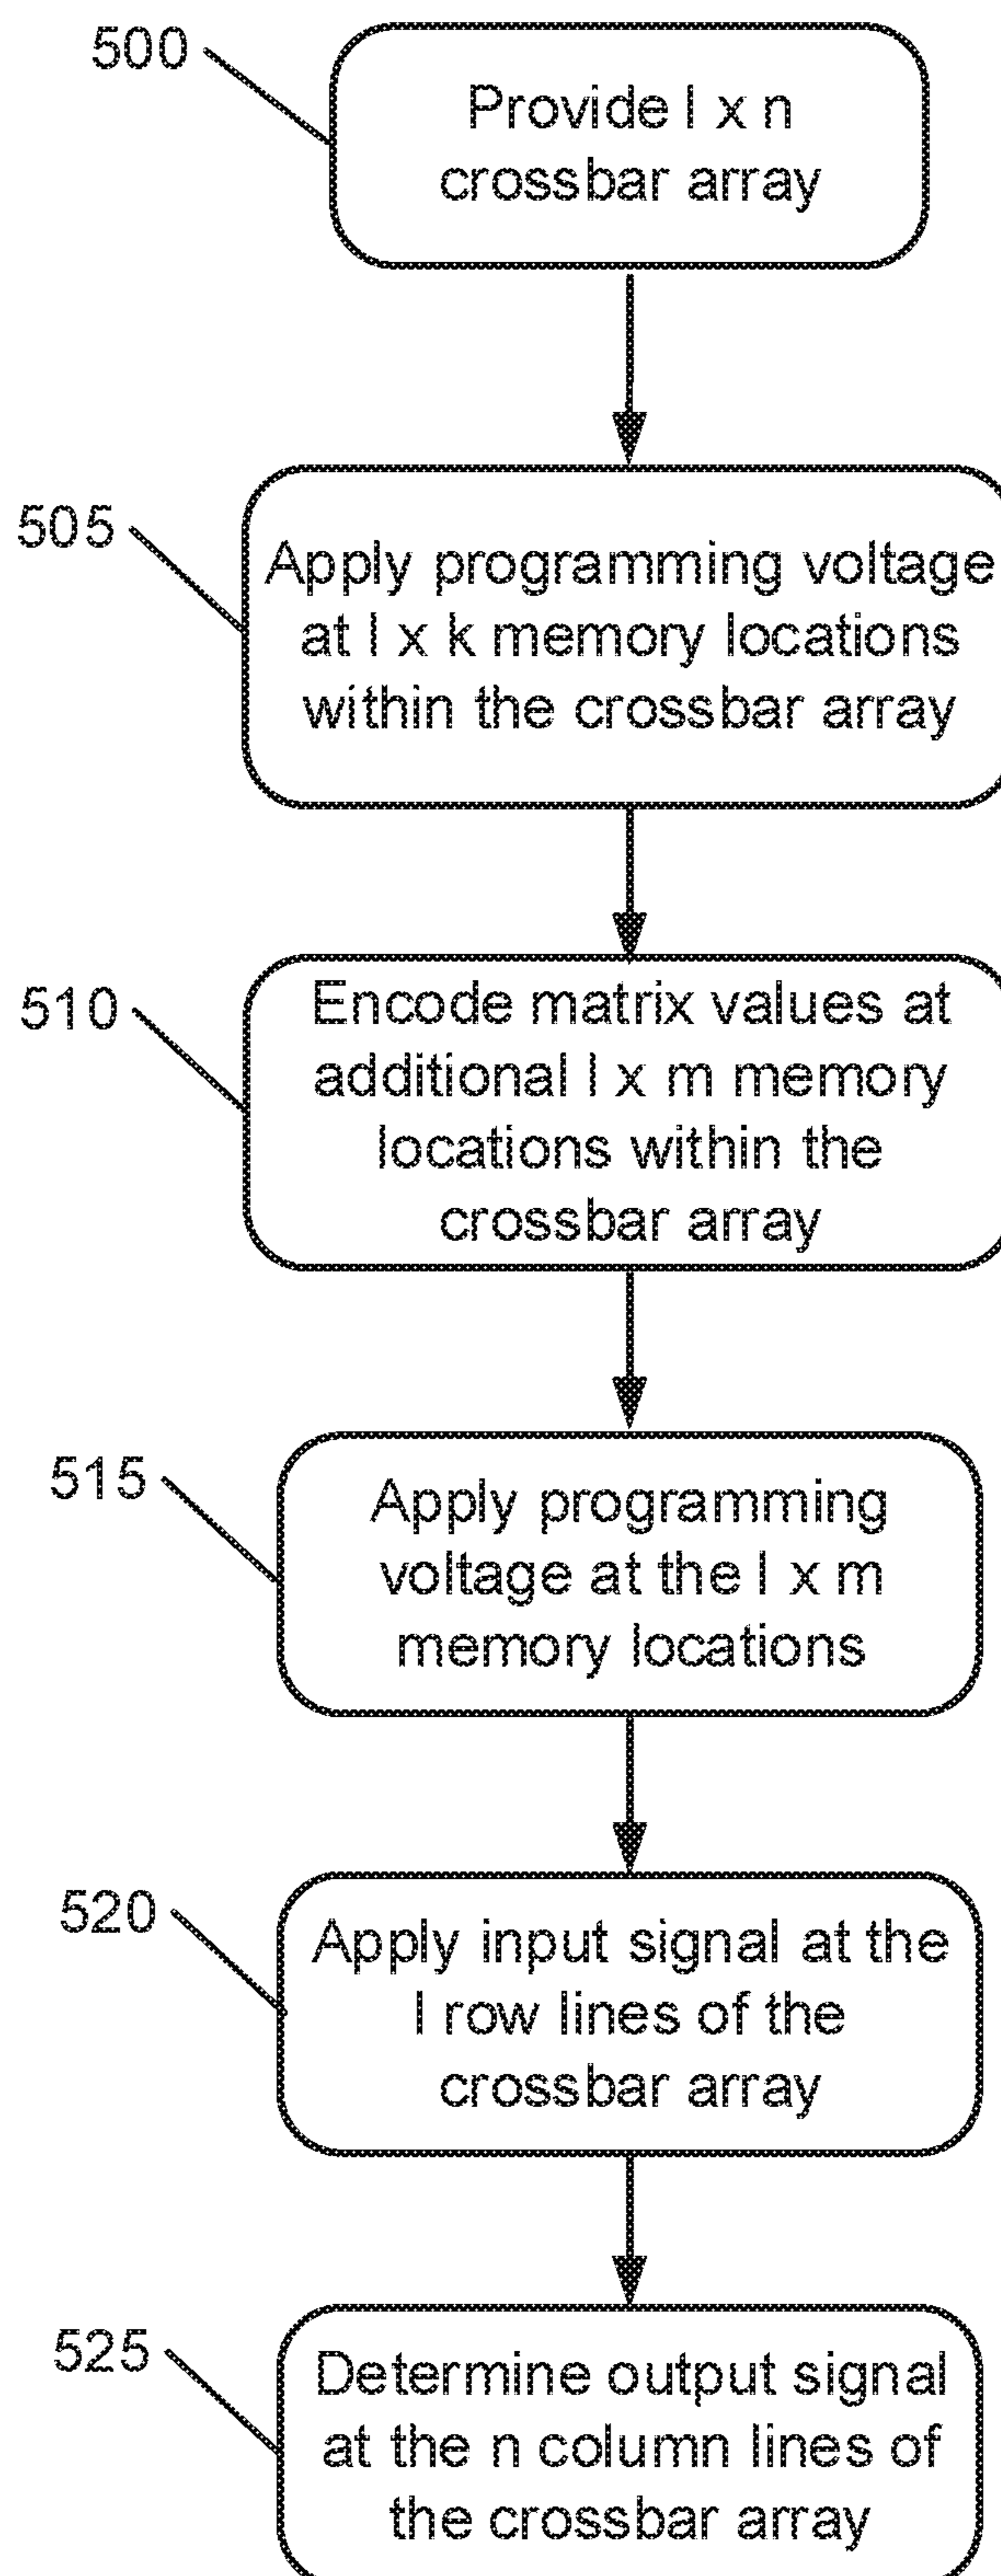 500
Provide l x n
crossbar array
505
Apply programming voltage
at l x k memory locations
within the crossbar array
510
Encode matrix values at
additional l x m memory
locations within the
crossbar array
515
Apply programming
voltage at the l x m
memory locations
520
Apply input signal at the
l row lines of the
crossbar array
525
Determine output signal
at the n column lines of
the crossbar array